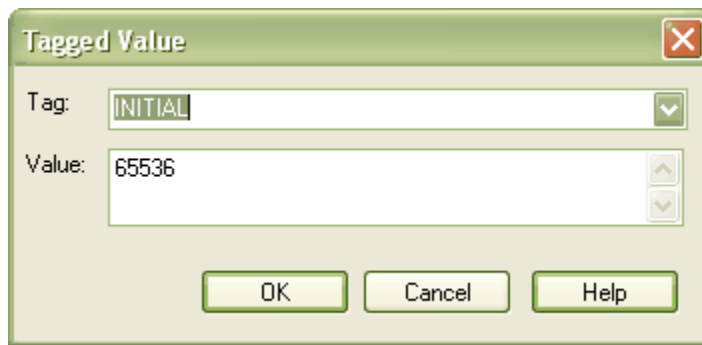 Tagged Value
Tag: INITIAL
Value: 65536
OK Cancel Help